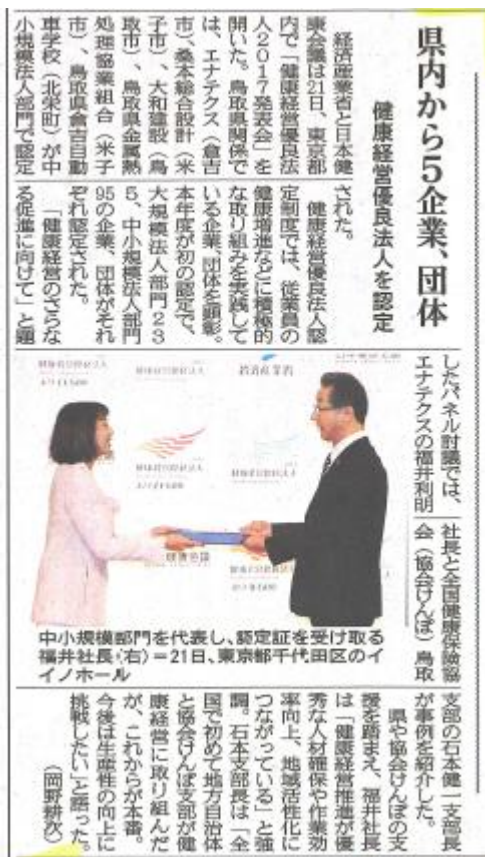 県内から5企業、団体
健康経営優良法人を認定
経済産業省と日本健
康会議は21日、東京都
内で「健康経営優良法
人2017発表会」を
開いた。鳥取県関係で
は、エナテクス(倉吉
市)、桑本総合設計(米
子市)、大和建設(鳥
取市)、鳥取県金属熱
処理協業組合(米子
市)、鳥取県倉吉自動
車学校(北栄町)が中
小規模法人部門で認定
された。
健康経営優良法人認
定制度では、従業員の
健康増進などに積極的
な取り組みを実践して
いる企業、団体を顕彰。
本年度が初の認定で、
大規模法人部門23
5、中小規模法人部門
95の企業、団体がそれ
ぞれ認定された。
「健康経営のさらな
る促進に向けて」と題
したパネル討議では、
エナテクスの福井利明
社長と全国健康保険協
会(協会けんぽ)鳥取
支部の石本健一支部長
が事例を紹介した。
県や協会けんぽの支
援を踏まえ、福井社長
は「健康経営推進が優
秀な人材確保や作業効
率向上、地域活性化に
つながっている」と強
調。石本支部長は「全
国で初めて地方自治体
と協会けんぽ支部が健
康経営に取り組んだ
が、これからが本番。
今後は生産性の向上に
挑戦したい」と語った。
(岡野耕次)
経済産業省
中小規模部門を代表し、認定証を受け取る
福井社長(右)=21日、東京都千代田区のイ
イノホール